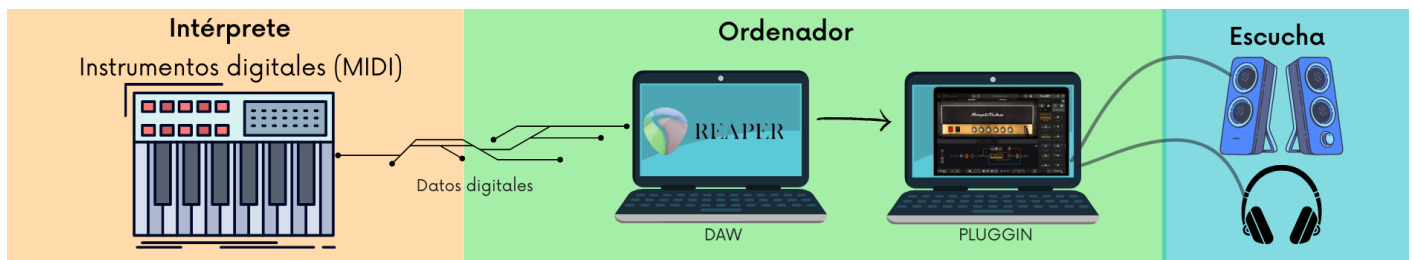 Intérprete
Instrumentos digitales (MIDI)
Datos digitales
Ordenador
REAPER
DAW
PLUGGIN
Escucha